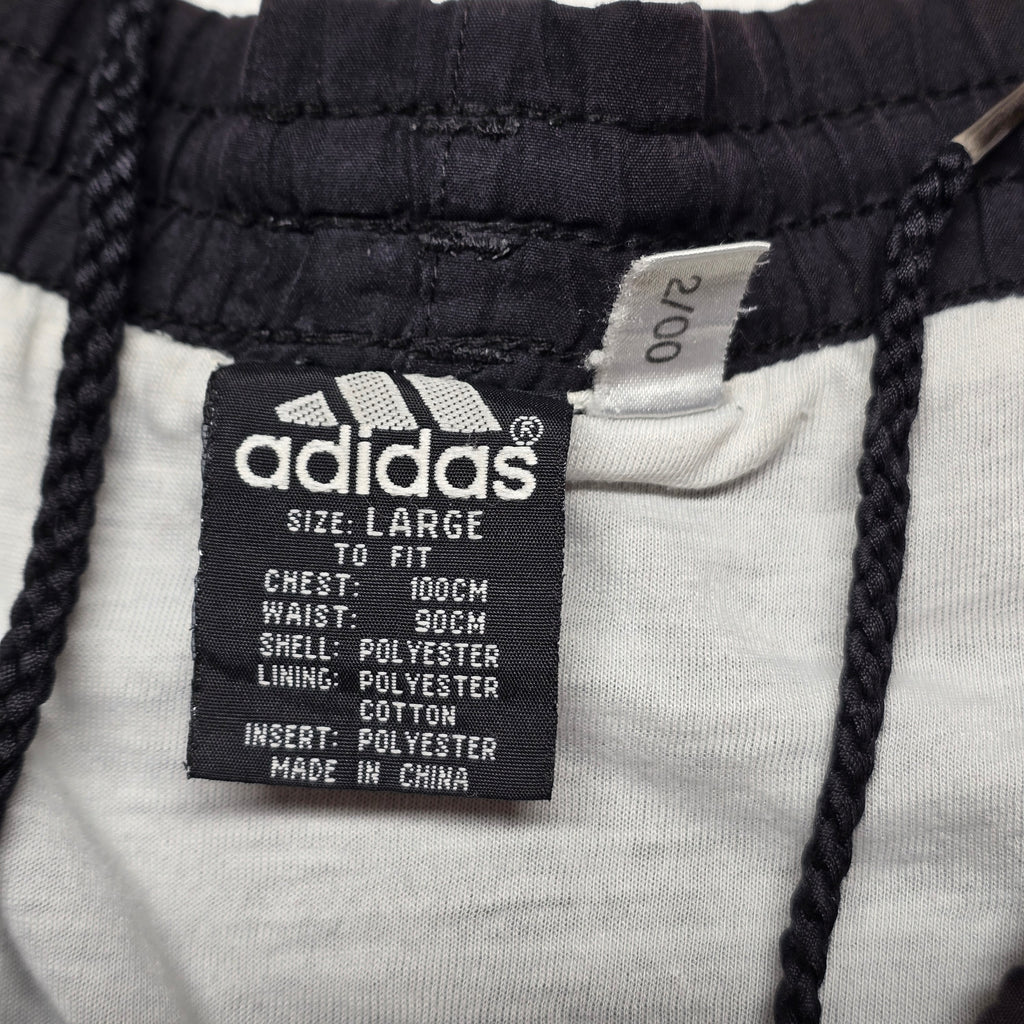 2/00
adidas®
SIZE: LARGE
TO FIT
CHEST: 100CM
WAIST: 90CM
SHELL: POLYESTER
LINING: POLYESTER
COTTON
INSERT: POLYESTER
MADE IN CHINA